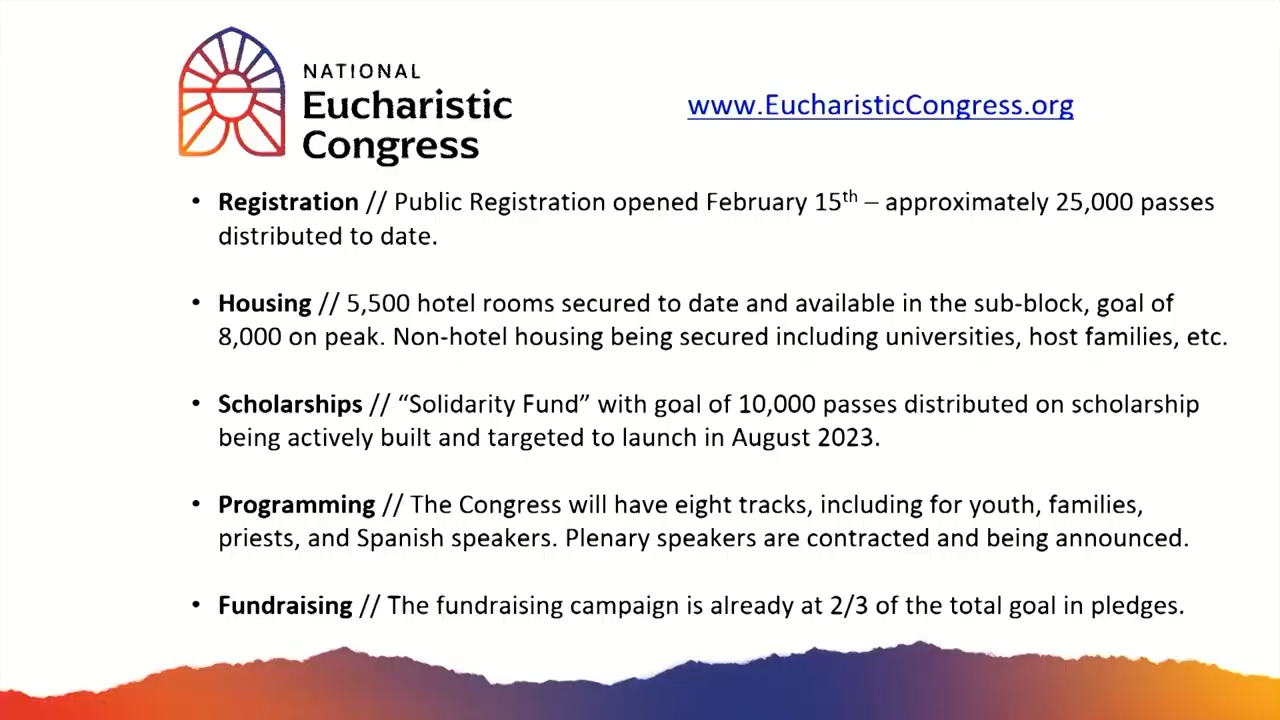 NATIONAL
Eucharistic
Congress
www.EucharisticCongress.org
• Registration // Public Registration opened February 15th – approximately 25,000 passes
distributed to date.
• Housing // 5,500 hotel rooms secured to date and available in the sub-block, goal of
8,000 on peak. Non-hotel housing being secured including universities, host families, etc.
• Scholarships // “Solidarity Fund” with goal of 10,000 passes distributed on scholarship
being actively built and targeted to launch in August 2023.
• Programming // The Congress will have eight tracks, including for youth, families,
priests, and Spanish speakers. Plenary speakers are contracted and being announced.
• Fundraising // The fundraising campaign is already at 2/3 of the total goal in pledges.